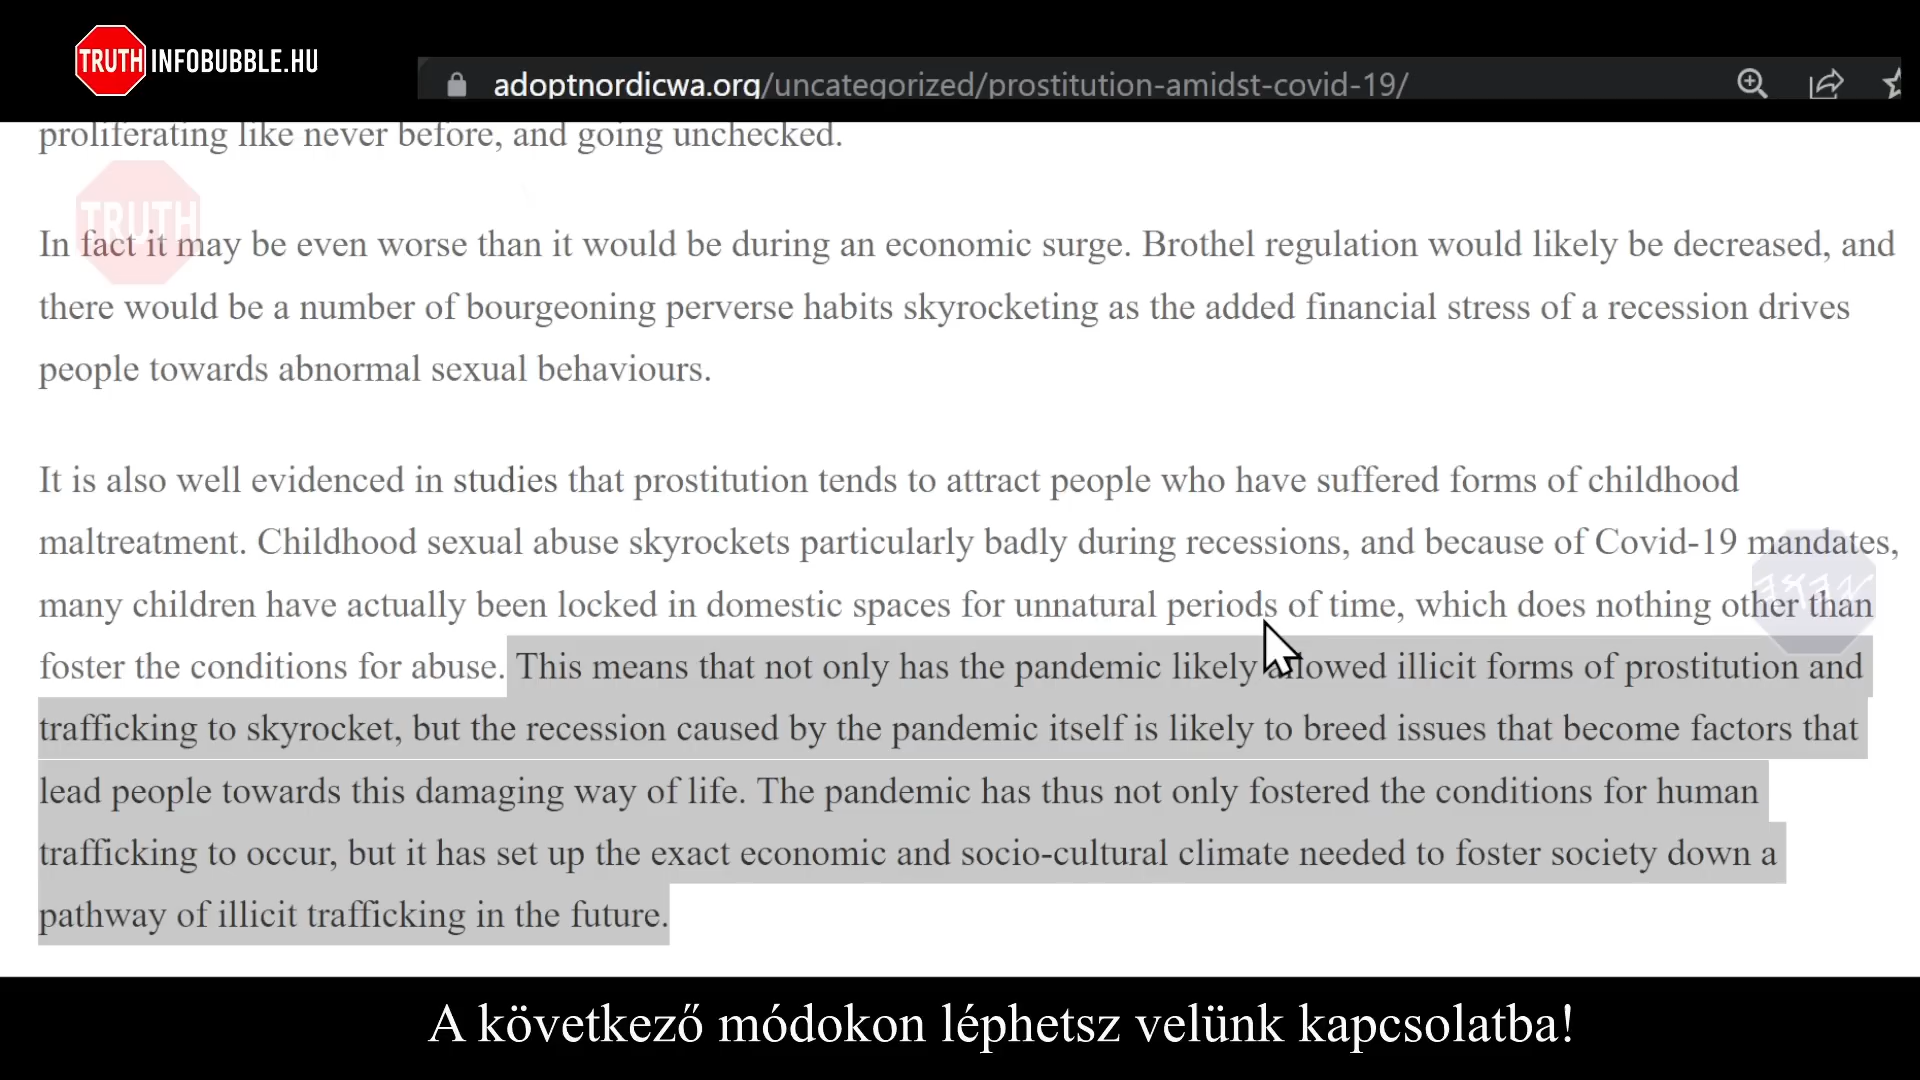 TRUTH INFOBUBBLE.HU
adoptnordicwa.org/uncategorized/prostitution-amidst-covid-19/
proliferating like never before, and going unchecked.
TRUTH
In fact it may be even worse than it would be during an economic surge. Brothel regulation would likely be decreased, and
there would be a number of bourgeoning perverse habits skyrocketing as the added financial stress of a recession drives
people towards abnormal sexual behaviours.
It is also well evidenced in studies that prostitution tends to attract people who have suffered forms of childhood
maltreatment. Childhood sexual abuse skyrockets particularly badly during recessions, and because of Covid-19 mandates,
many children have actually been locked in domestic spaces for unnatural periods of time, which does nothing other than
foster the conditions for abuse. This means that not only has the pandemic likely allowed illicit forms of prostitution and
trafficking to skyrocket, but the recession caused by the pandemic itself is likely to breed issues that become factors that
lead people towards this damaging way of life. The pandemic has thus not only fostered the conditions for human
trafficking to occur, but it has set up the exact economic and socio-cultural climate needed to foster society down a
pathway of illicit trafficking in the future.
A következő módokon léphetsz velünk kapcsolatba!